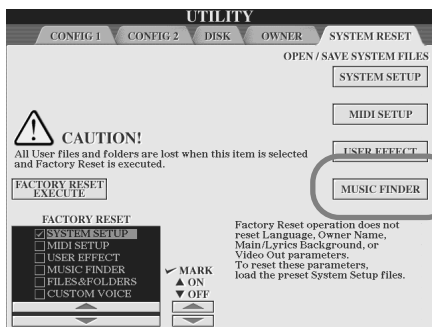 UTILITY
CONFIG 1 CONFIG 2 DISK OWNER SYSTEM RESET
OPEN / SAVE SYSTEM FILES
SYSTEM SETUP
MIDI SETUP
CAUTION!
USER EFFECT
All User files and folders are lost when this item is selected
and Factory Reset is executed.
FACTORY RESET
EXECUTE
MUSIC FINDER
FACTORY RESET
SYSTEM SETUP
MIDI SETUP
USER EFFECT
MUSIC FINDER
FILES&FOLDERS
CUSTOM VOICE
MARK
▲ ON
▼ OFF
Factory Reset operation does not
reset Language, Owner Name,
Main/Lyrics Background, or
Video Out parameters.
To reset these parameters,
load the preset System Setup files.